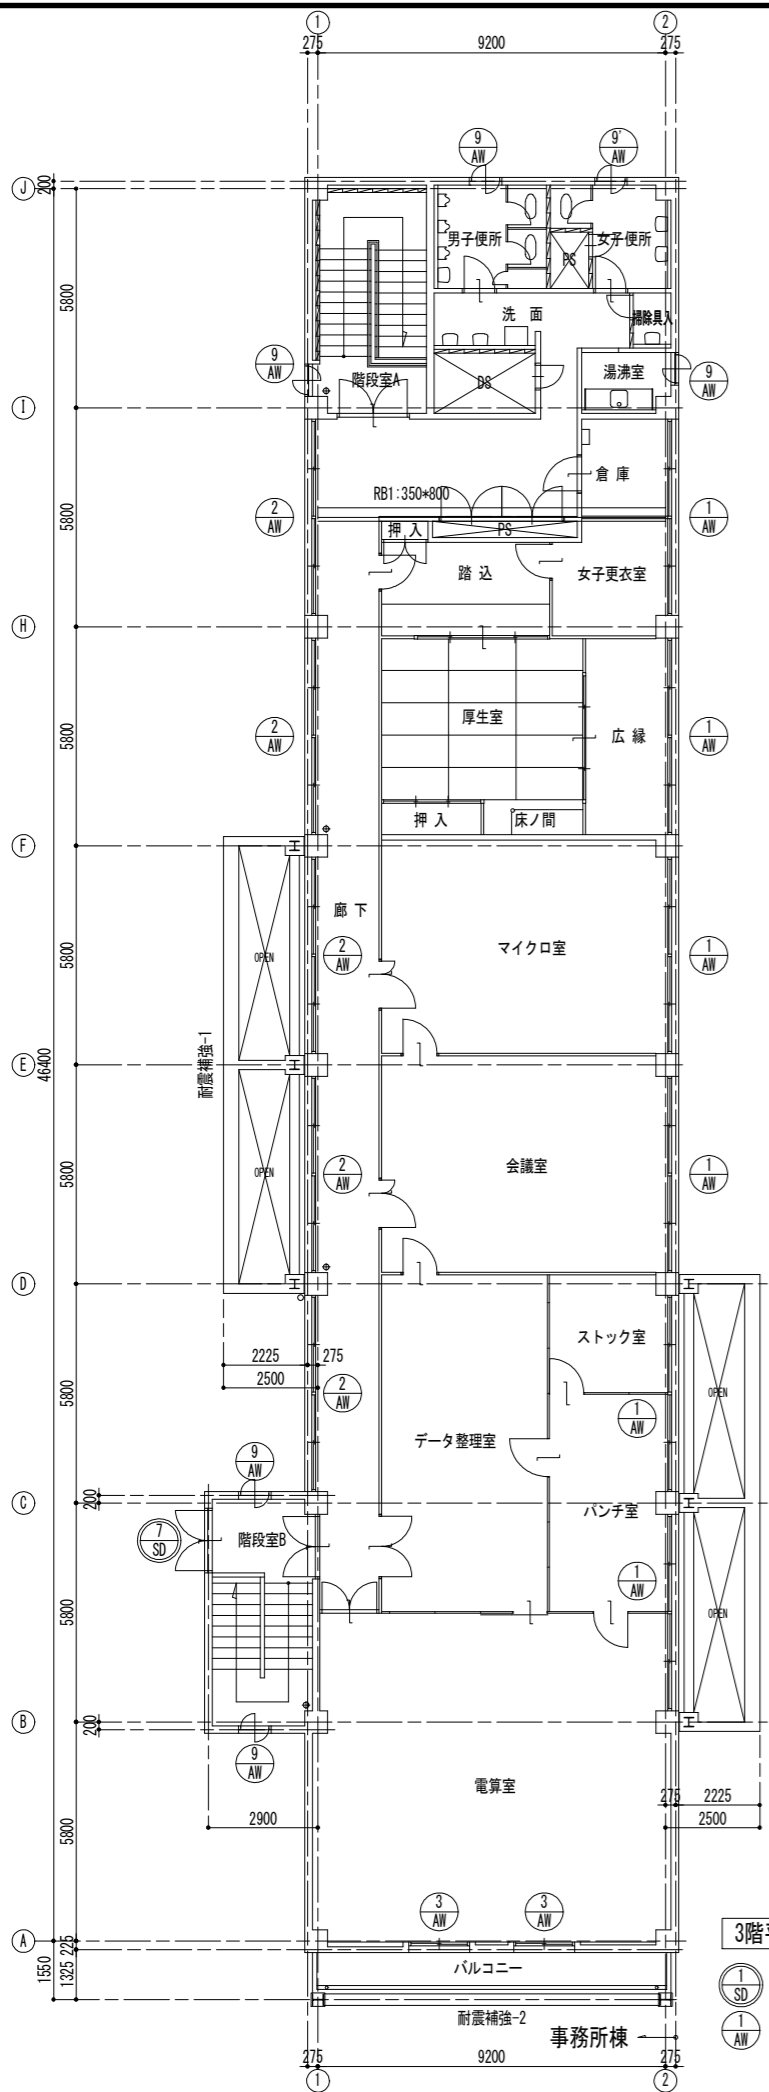 1 2
275 9200 275
9 AW 9' AW
J 200
男子便所 女子便所
PS
5800
洗 面 掃除具入
9 AW 階段室A DS 湯沸室 9 AW
I
RB1:350*800 倉 庫
5800
2 AW 押 入 PS 1 AW
踏 込 女子更衣室
H
厚生室 広 縁
5800
2 AW 1 AW
押 入 床ノ間
F
廊 下
マイクロ室
2 AW 1 AW
OPEN
5800
耐震補強-1
E
46400
会議室
OPEN 2 AW 1 AW
5800
D
ストック室
2225 275
2500
2 AW
5800
OPEN
1 AW
データ整理室
9 AW
C 200
パンチ室
7 SD 階段室B
1 AW
5800
OPEN
B 200
9 AW
電算室
275 2225
2900 2500
5800
3 AW 3 AW
A 225
1550 1325
バルコニー
3階
1 SD
耐震補強-2
1 AW
事務所棟
275 9200 275
1 2